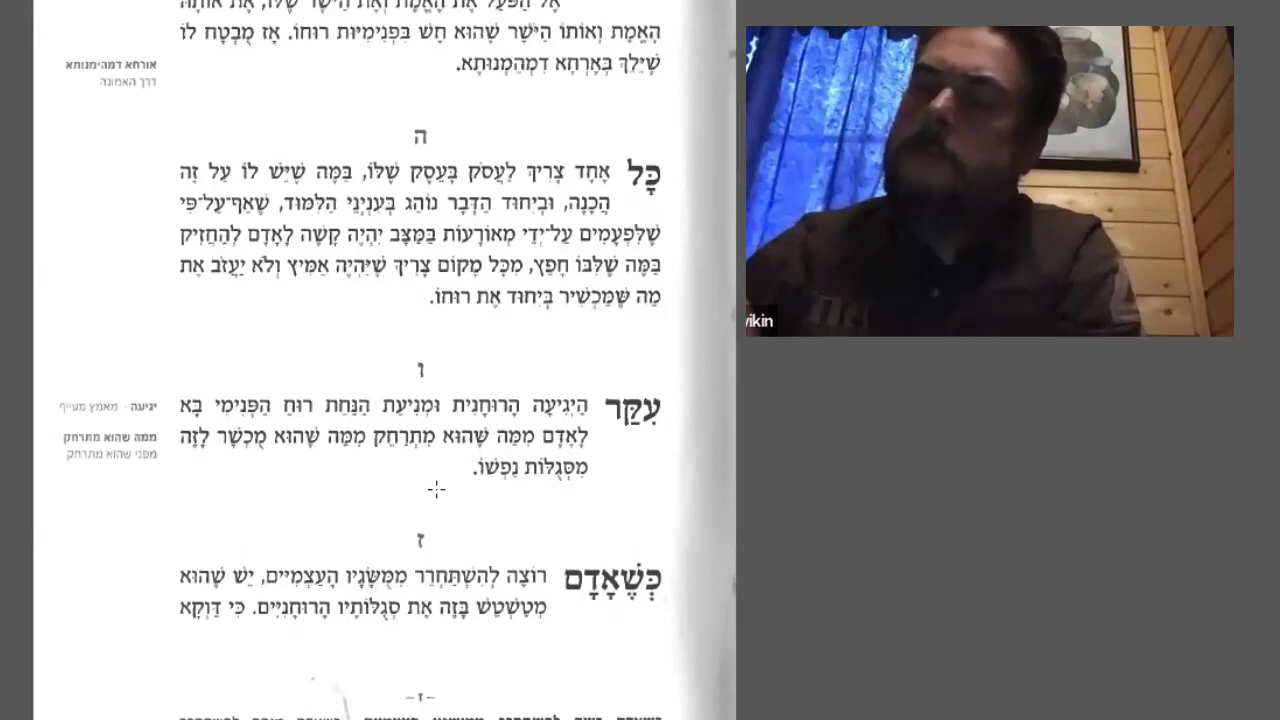 אֶל הַפֹּעַל אֶת הָאֱמֶת וְאֶת הַיֹּשֶׁר שֶׁלּוֹ, אֶת אוֹתָהּ
הָאֱמֶת וְאוֹתוֹ הַיֹּשֶׁר שֶׁהוּא חָשׁ בִּפְנִימִיּוּת רוּחוֹ. אָז מֻבְטָח לוֹ
שֶׁיֵּלֵךְ בְּאָרְחָא דִמְהֵמְנוּתָא.
אורחא דמהימנותא
דרך האמונה
ה
כָּל אֶחָד צָרִיךְ לַעֲסֹק בָּעֵסֶק שֶׁלּוֹ, בַּמֶּה שֶׁיֵּשׁ לוֹ עַל זֶה
הֲכָנָה, וּבְיִחוּד הַדָּבָר נוֹהֵג בְּעִנְיְנֵי הַלִּמּוּד, שֶׁאַף־עַל־פִּי
שֶׁלִּפְעָמִים עַל־יְדֵי מְאוֹרָעוֹת בַּמַּצָּב יִהְיֶה קָשֶׁה לָאָדָם לְהַחֲזִיק
בַּמֶּה שֶׁלִּבּוֹ חָפֵץ, מִכָּל מָקוֹם צָרִיךְ שֶׁיִּהְיֶה אַמִּיץ וְלֹא יַעֲזֹב אֶת
מַה שֶּׁמַּכְשִׁיר בְּיִחוּד אֶת רוּחוֹ.
ו
עִקַּר הַיְגִיעָה הָרוּחָנִית וּמְנִיעַת הַנָּחַת רוּחַ הַפְּנִימִי בָּא
לָאָדָם מִמַּה שֶּׁהוּא מִתְרַחֵק מִמַּה שֶּׁהוּא מֻכְשָׁר לָזֶה
מִסְּגֻלּוֹת נַפְשׁוֹ.
יגיעה - מאמץ מעייף
ממה שהוא מתרחק
מפני שהוא מתרחק
ז
כְּשֶׁאָדָם רוֹצֶה לְהִשְׁתַּחְרֵר מִמֻּשָּׂגָיו הָעַצְמִיִּים, יֵשׁ שֶׁהוּא
מְטַשְׁטֵשׁ בָּזֶה אֶת סְגֻלּוֹתָיו הָרוּחָנִיִּים. כִּי דַּוְקָא
–ז–
vikin